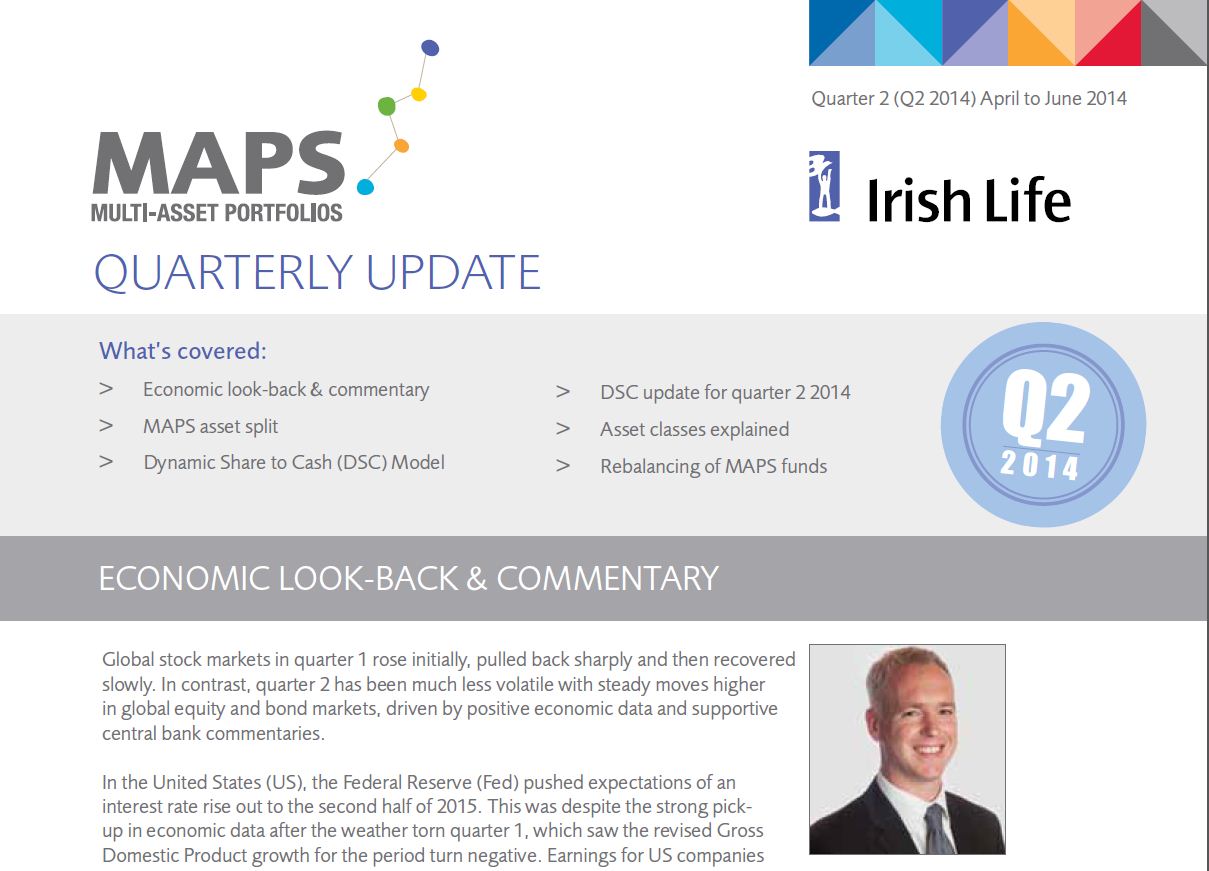 Quarter 2 (Q2 2014) April to June 2014
MAPS
MULTI-ASSET PORTFOLIOS
Irish Life
QUARTERLY UPDATE
What's covered:
> Economic look-back & commentary
> MAPS asset split
> Dynamic Share to Cash (DSC) Model
> DSC update for quarter 2 2014
> Asset classes explained
> Rebalancing of MAPS funds
Q2
2014
ECONOMIC LOOK-BACK & COMMENTARY
Global stock markets in quarter 1 rose initially, pulled back sharply and then recovered
slowly. In contrast, quarter 2 has been much less volatile with steady moves higher
in global equity and bond markets, driven by positive economic data and supportive
central bank commentaries.
In the United States (US), the Federal Reserve (Fed) pushed expectations of an
interest rate rise out to the second half of 2015. This was despite the strong pick-
up in economic data after the weather torn quarter 1, which saw the revised Gross
Domestic Product growth for the period turn negative. Earnings for US companies